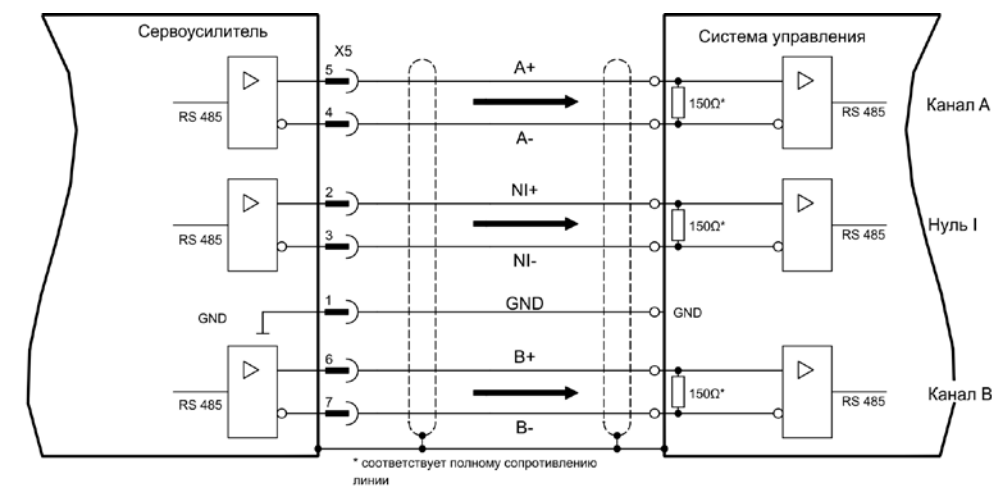 Сервоусилитель
Система управления
X5
5
A+
RS 485
150Ω*
RS 485
Канал A
4
A-
2
NI+
RS 485
150Ω*
RS 485
Нуль I
3
NI-
1
GND
GND
GND
6
B+
RS 485
150Ω*
RS 485
Канал B
7
B-
* соответствует полному сопротивлению
линии